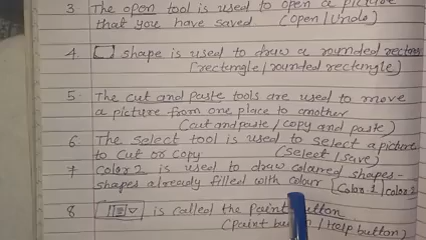 3. The open tool is used to open a picture
that you have saved (open/Undo)
4. shape is used to draw a rounded rectang
(rectangle/rounded rectangle)
5. The cut and paste tools are used to move
a picture from one place to another
(cut and paste/copy and paste)
6. The select tool is used to select a picture
to cut or copy (Select/save)
7 Color 2 is used to draw colared shapes-
shapes already filled with colour (Color.1/color 2
8 is called the paint button
(paint bu n/Help button)